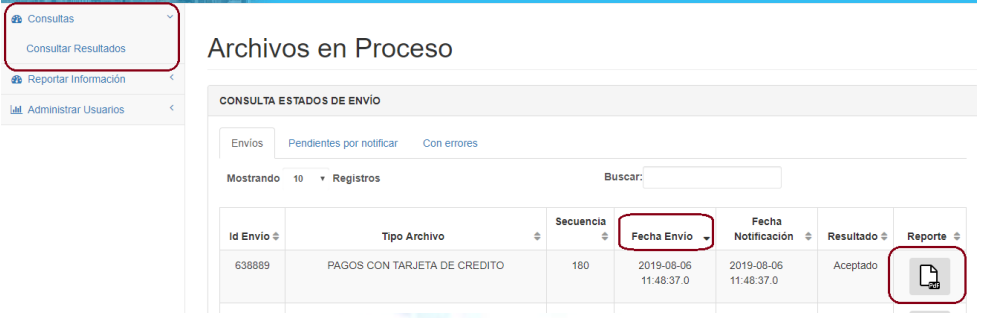 Consultas
Consultar Resultados
Reportar Información
Administrar Usuarios
Archivos en Proceso
CONSULTA ESTADOS DE ENVÍO
Envíos Pendientes por notificar Con errores
Mostrando 10 Registros Buscar:
Id Envío Tipo Archivo Secuencia Fecha Envio Fecha Notificación Resultado Reporte
638889 PAGOS CON TARJETA DE CREDITO 180 2019-08-06 11:48:37.0 2019-08-06 11:48:37.0 Aceptado PDF